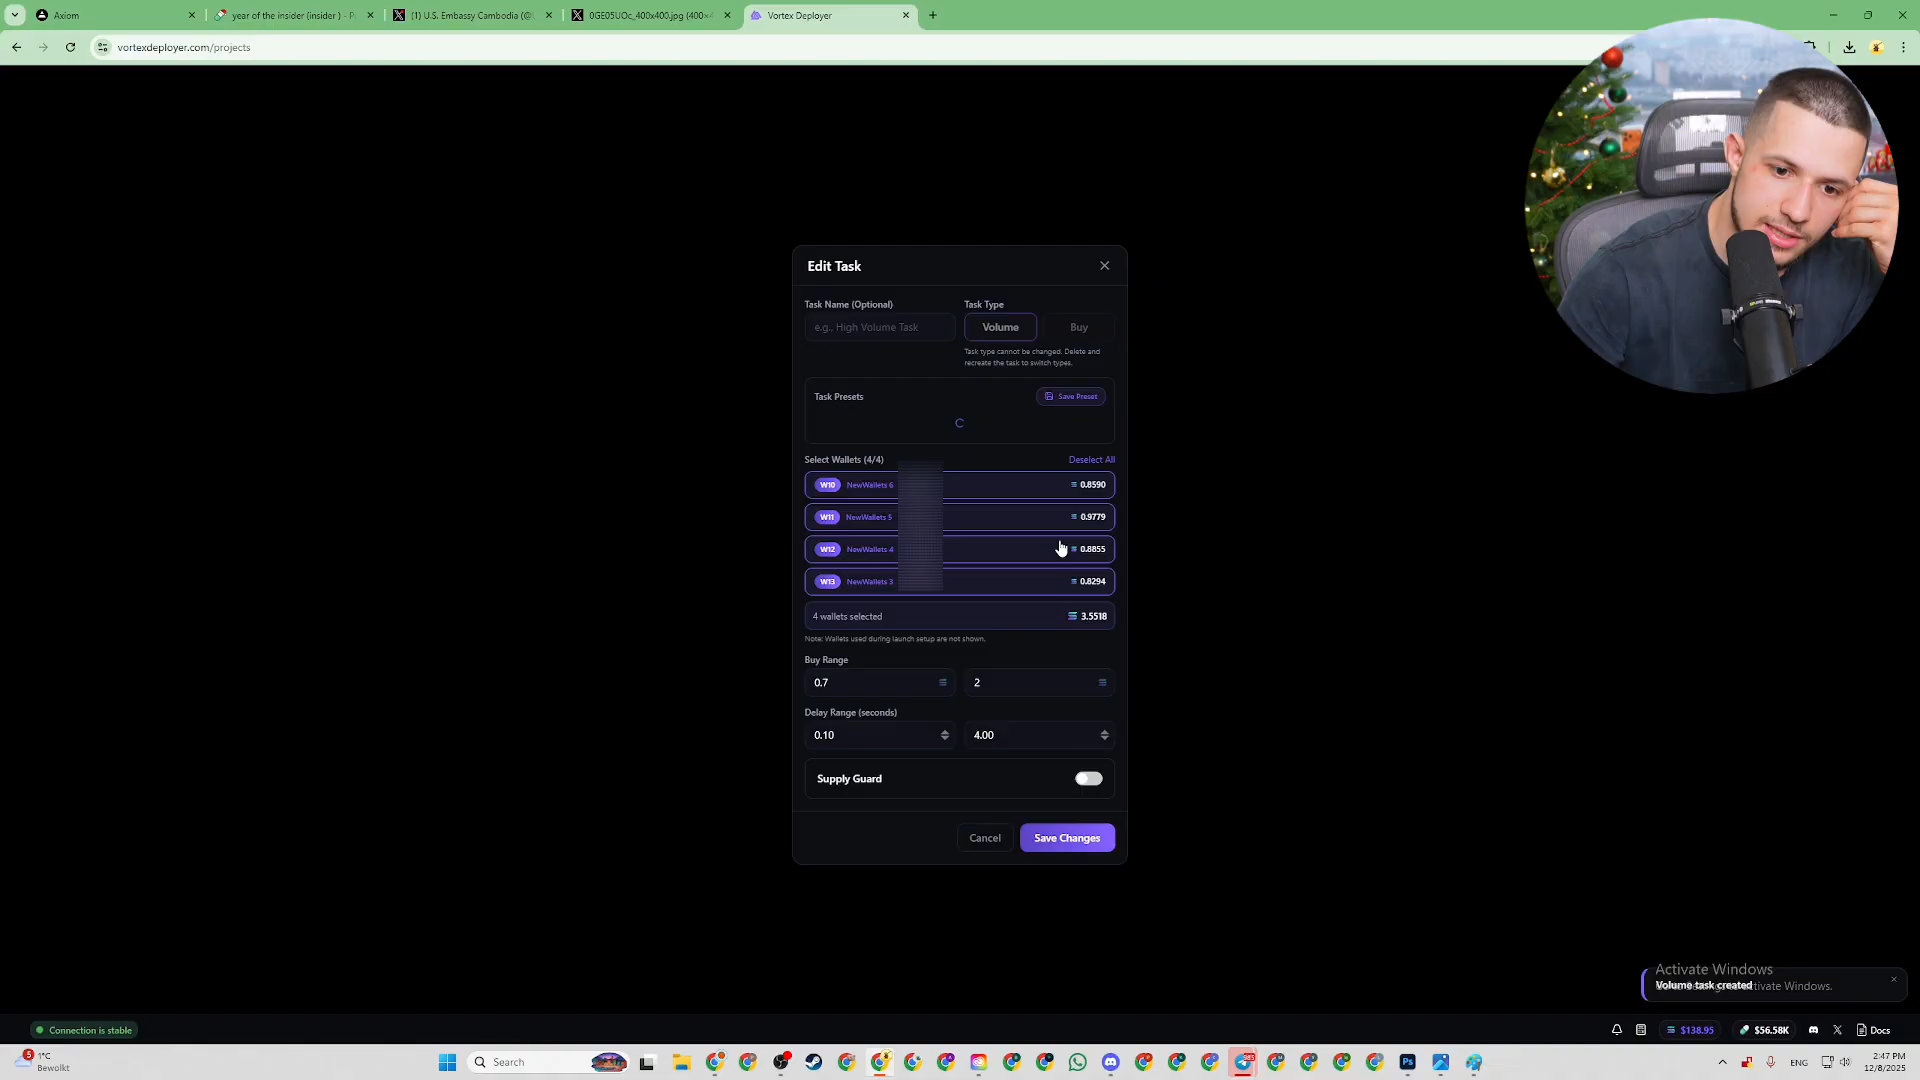 Axiom
year of the insider (insider ) - P
(1) U.S. Embassy Cambodia (@
0GE05UOc_400x400.jpg (400×4
Vortex Deployer
vortexdeployer.com/projects
Edit Task
Task Name (Optional)
Task Type
e.g., High Volume Task
Volume
Buy
Task type cannot be changed. Delete and
recreate the task to switch types.
Task Presets
Save Preset
Select Wallets (4/4)
Deselect All
W10 NewWallets 6 0.8590
W11 NewWallets 5 0.9779
W12 NewWallets 4 0.8855
W13 NewWallets 3 0.8294
4 wallets selected 3.5518
Note: Wallets used during launch setup are not shown.
Buy Range
0.7
2
Delay Range (seconds)
0.10
4.00
Supply Guard
Cancel
Save Changes
Activate Windows
Volume task created
Activate Windows.
Connection is stable
$138.95
$56.58K
Docs
5
1°C
Bewolkt
Search
ENG
2:47 PM
12/8/2025